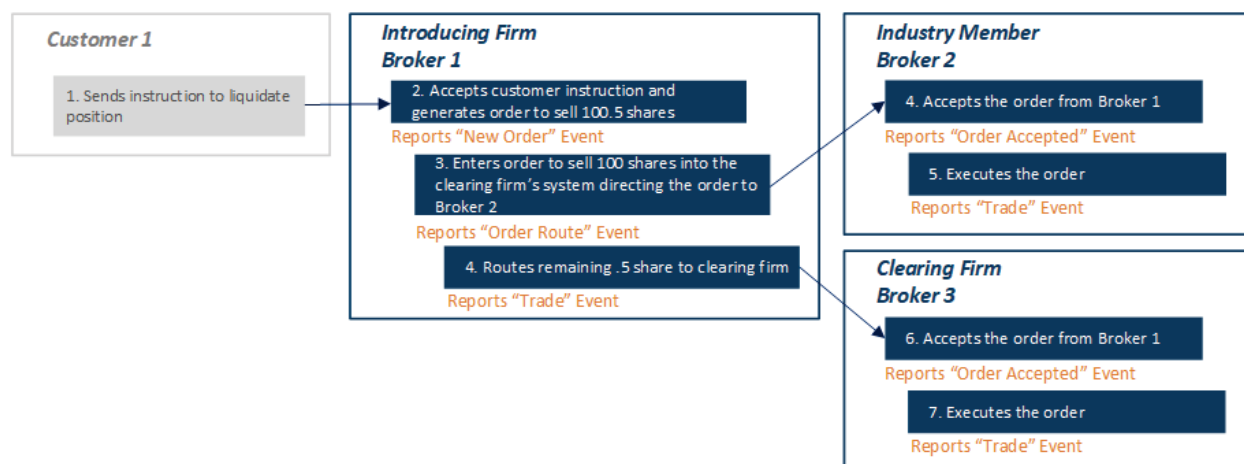 Customer 1
1. Sends instruction to liquidate
position
Introducing Firm
Broker 1
2. Accepts customer instruction and
generates order to sell 100.5 shares
Reports “New Order” Event
3. Enters order to sell 100 shares into the
clearing firm’s system directing the order to
Broker 2
Reports “Order Route” Event
4. Routes remaining .5 share to clearing firm
Reports “Trade” Event
Industry Member
Broker 2
4. Accepts the order from Broker 1
Reports “Order Accepted” Event
5. Executes the order
Reports “Trade” Event
Clearing Firm
Broker 3
6. Accepts the order from Broker 1
Reports “Order Accepted” Event
7. Executes the order
Reports “Trade” Event